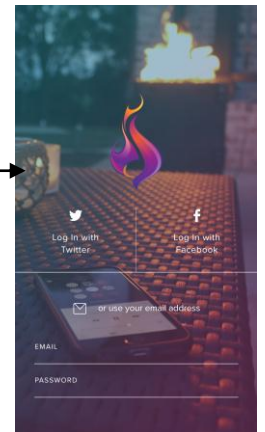 Log In with
Twitter
Log In with
Facebook
or use your email address
EMAIL
PASSWORD